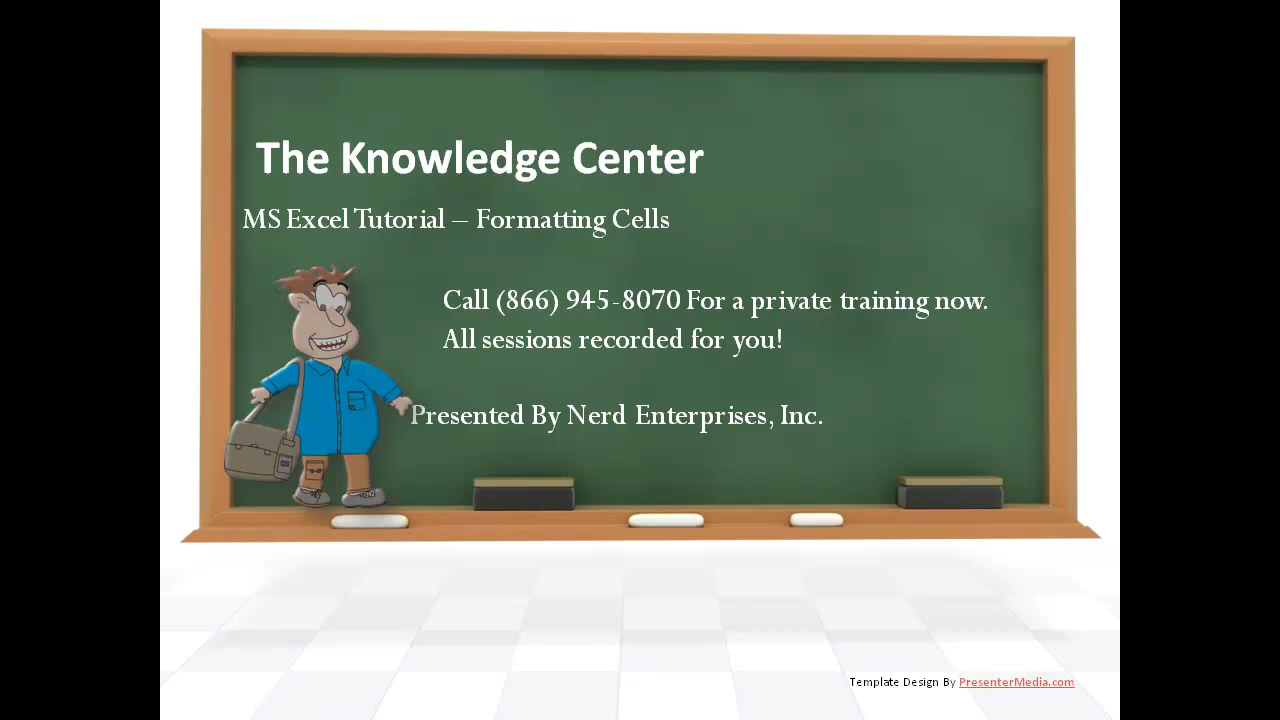 The Knowledge Center
MS Excel Tutorial – Formatting Cells
Call (866) 945-8070 For a private training now.
All sessions recorded for you!
Presented By Nerd Enterprises, Inc.
Template Design By PresenterMedia.com